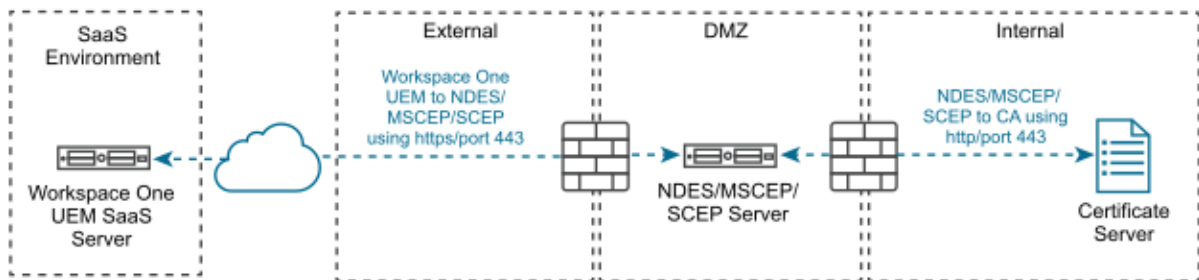 SaaS
Environment
External
DMZ
Internal
Workspace One
UEM to NDES/
MSCEP/SCEP
using https/port 443
NDES/MSCEP/
SCEP to CA using
http/port 443
Workspace One
UEM SaaS
Server
NDES/MSCEP/
SCEP Server
Certificate
Server